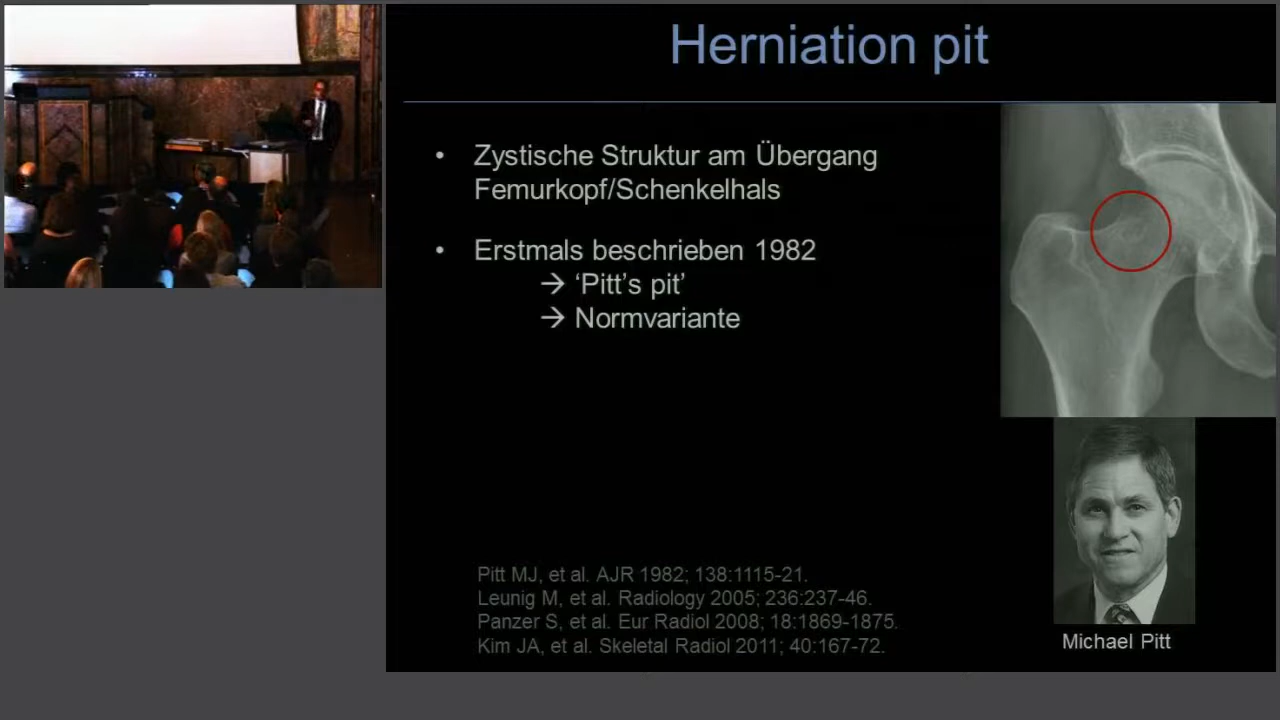 Herniation pit
• Zystische Struktur am Übergang
Femurkopf/Schenkelhals
• Erstmals beschrieben 1982
→ ‘Pitt’s pit’
→ Normvariante
Pitt MJ, et al. AJR 1982; 138:1115-21.
Leunig M, et al. Radiology 2005; 236:237-46.
Panzer S, et al. Eur Radiol 2008; 18:1869-1875.
Kim JA, et al. Skeletal Radiol 2011; 40:167-72.
Michael Pitt